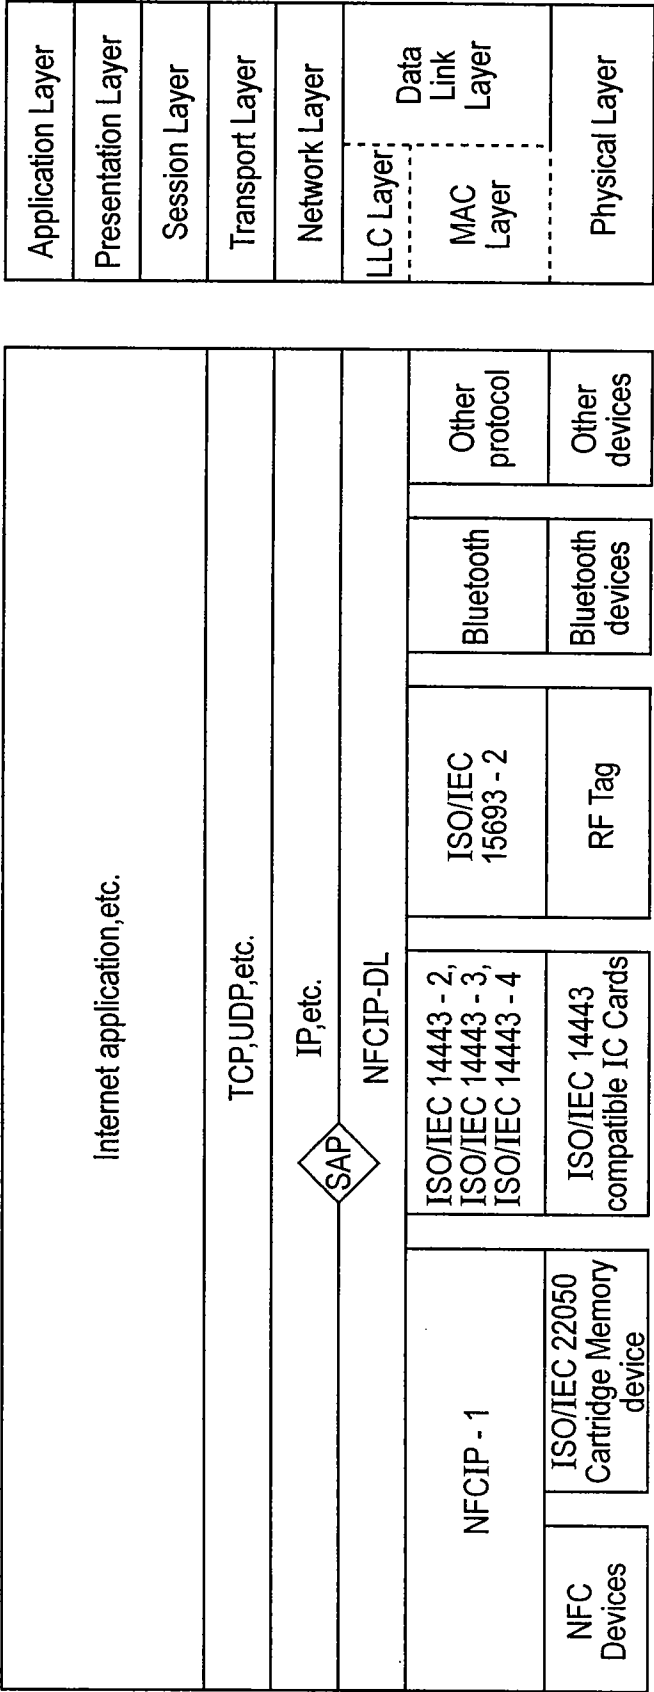 Internet application,etc.
TCP,UDP,etc.
IP,etc.
SAP
NFCIP-DL
NFCIP - 1
ISO/IEC 14443 - 2,
ISO/IEC 14443 - 3,
ISO/IEC 14443 - 4
ISO/IEC
15693 - 2
Bluetooth
Other
protocol
NFC
Devices
ISO/IEC 22050
Cartridge Memory
device
ISO/IEC 14443
compatible IC Cards
RF Tag
Bluetooth
devices
Other
devices
Application Layer
Presentation Layer
Session Layer
Transport Layer
Network Layer
LLC Layer
MAC
Layer
Data
Link
Layer
Physical Layer